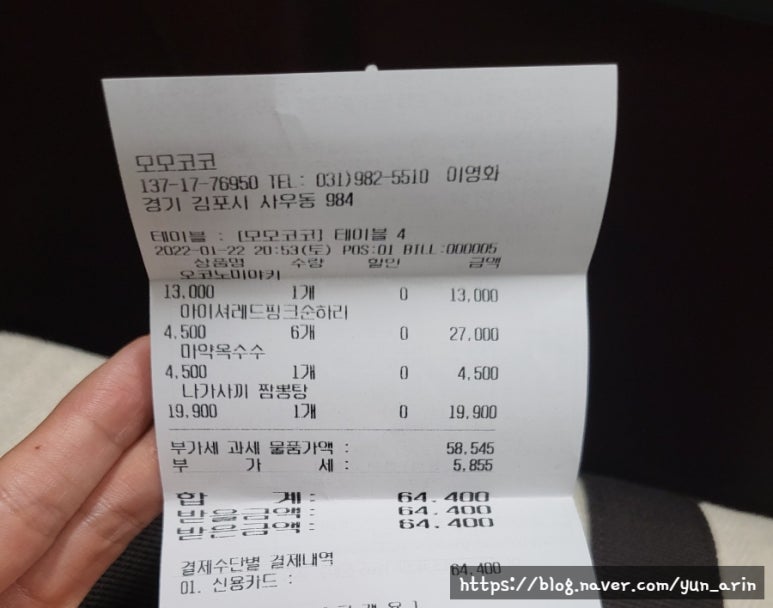 모모코코
137-17-76950 TEL: 031)982-5510 이영화
경기 김포시 사우동 984
테이블 : [모모코코] 테이블 4
2022-01-22 20:53(토) POS:01 BILL:000005
상품명 수량 할인 금액
오코노미야키
13,000 1개 0 13,000
아이셔레드핑크순하리
4,500 6개 0 27,000
마약옥수수
4,500 1개 0 4,500
나가사끼 짬뽕탕
19,900 1개 0 19,900
부가세 과세 물품가액 : 58,545
부 가 세 : 5,855
합 계 : 64,400
받을금액 : 64,400
받은금액 : 64,400
결제수단별 결제내역
01. 신용카드 : 64,400
https://blog.naver.com/yun_arin